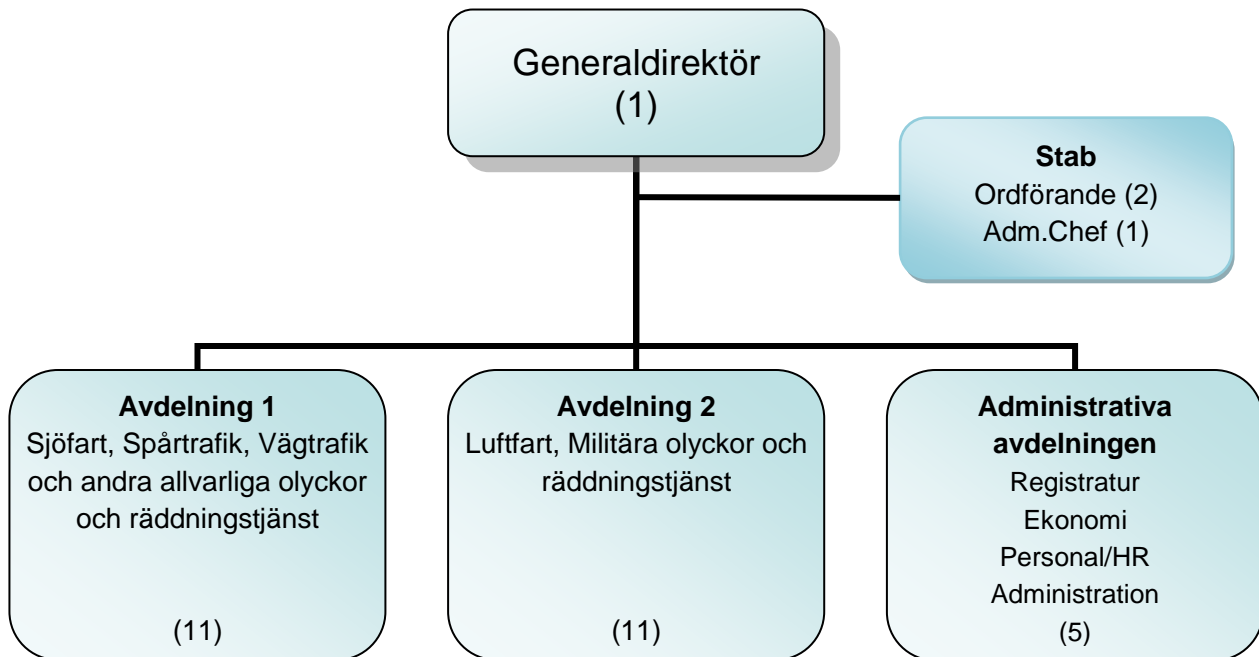 Generaldirektör
(1)
Stab
Ordförande (2)
Adm.Chef (1)
Avdelning 1
Sjöfart, Spårtrafik, Vägtrafik
och andra allvarliga olyckor
och räddningstjänst
(11)
Avdelning 2
Luftfart, Militära olyckor och
räddningstjänst
(11)
Administrativa
avdelningen
Registratur
Ekonomi
Personal/HR
Administration
(5)